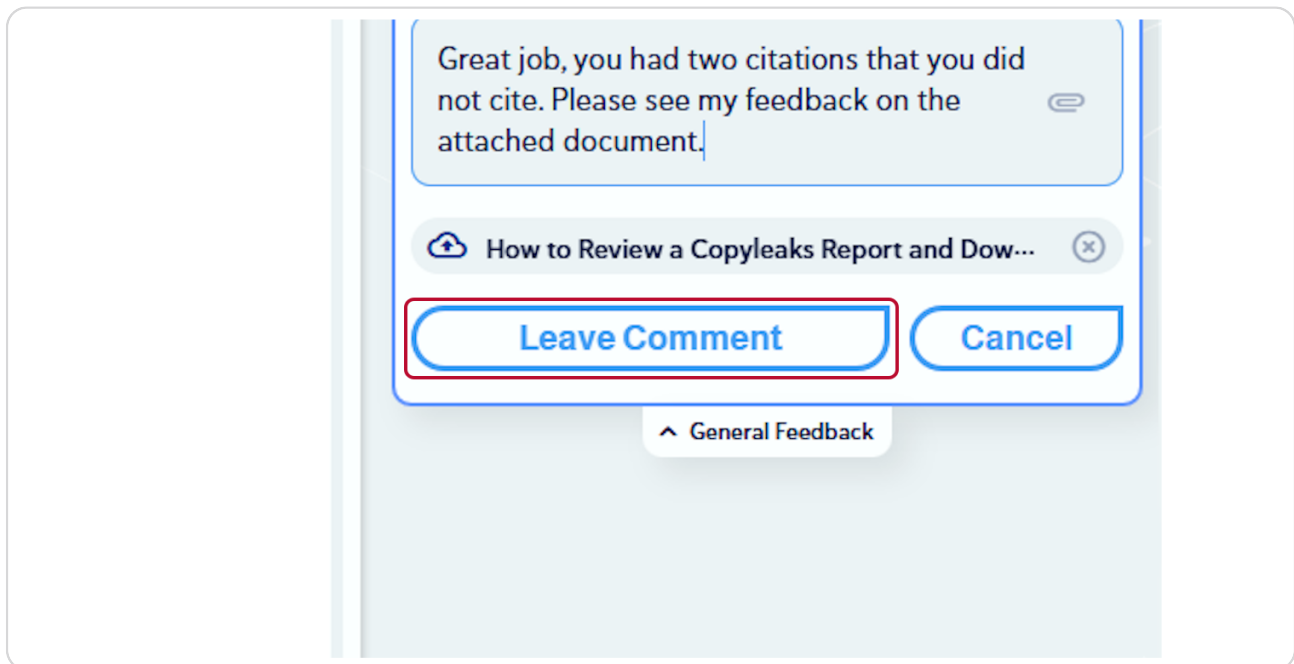 Great job, you had two citations that you did
not cite. Please see my feedback on the
attached document.
How to Review a Copyleaks Report and Dow...
Leave Comment Cancel
General Feedback